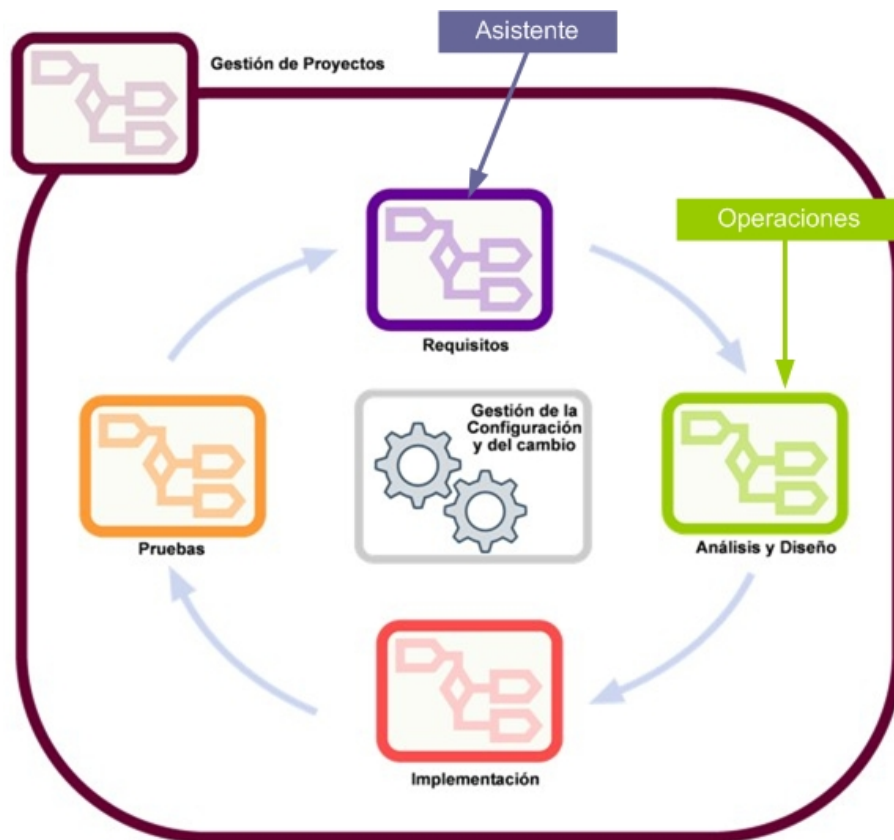 Asistente
Gestión de Proyectos
Operaciones
Requisitos
Gestión de la
Configuración
y del cambio
Pruebas
Análisis y Diseño
Implementación